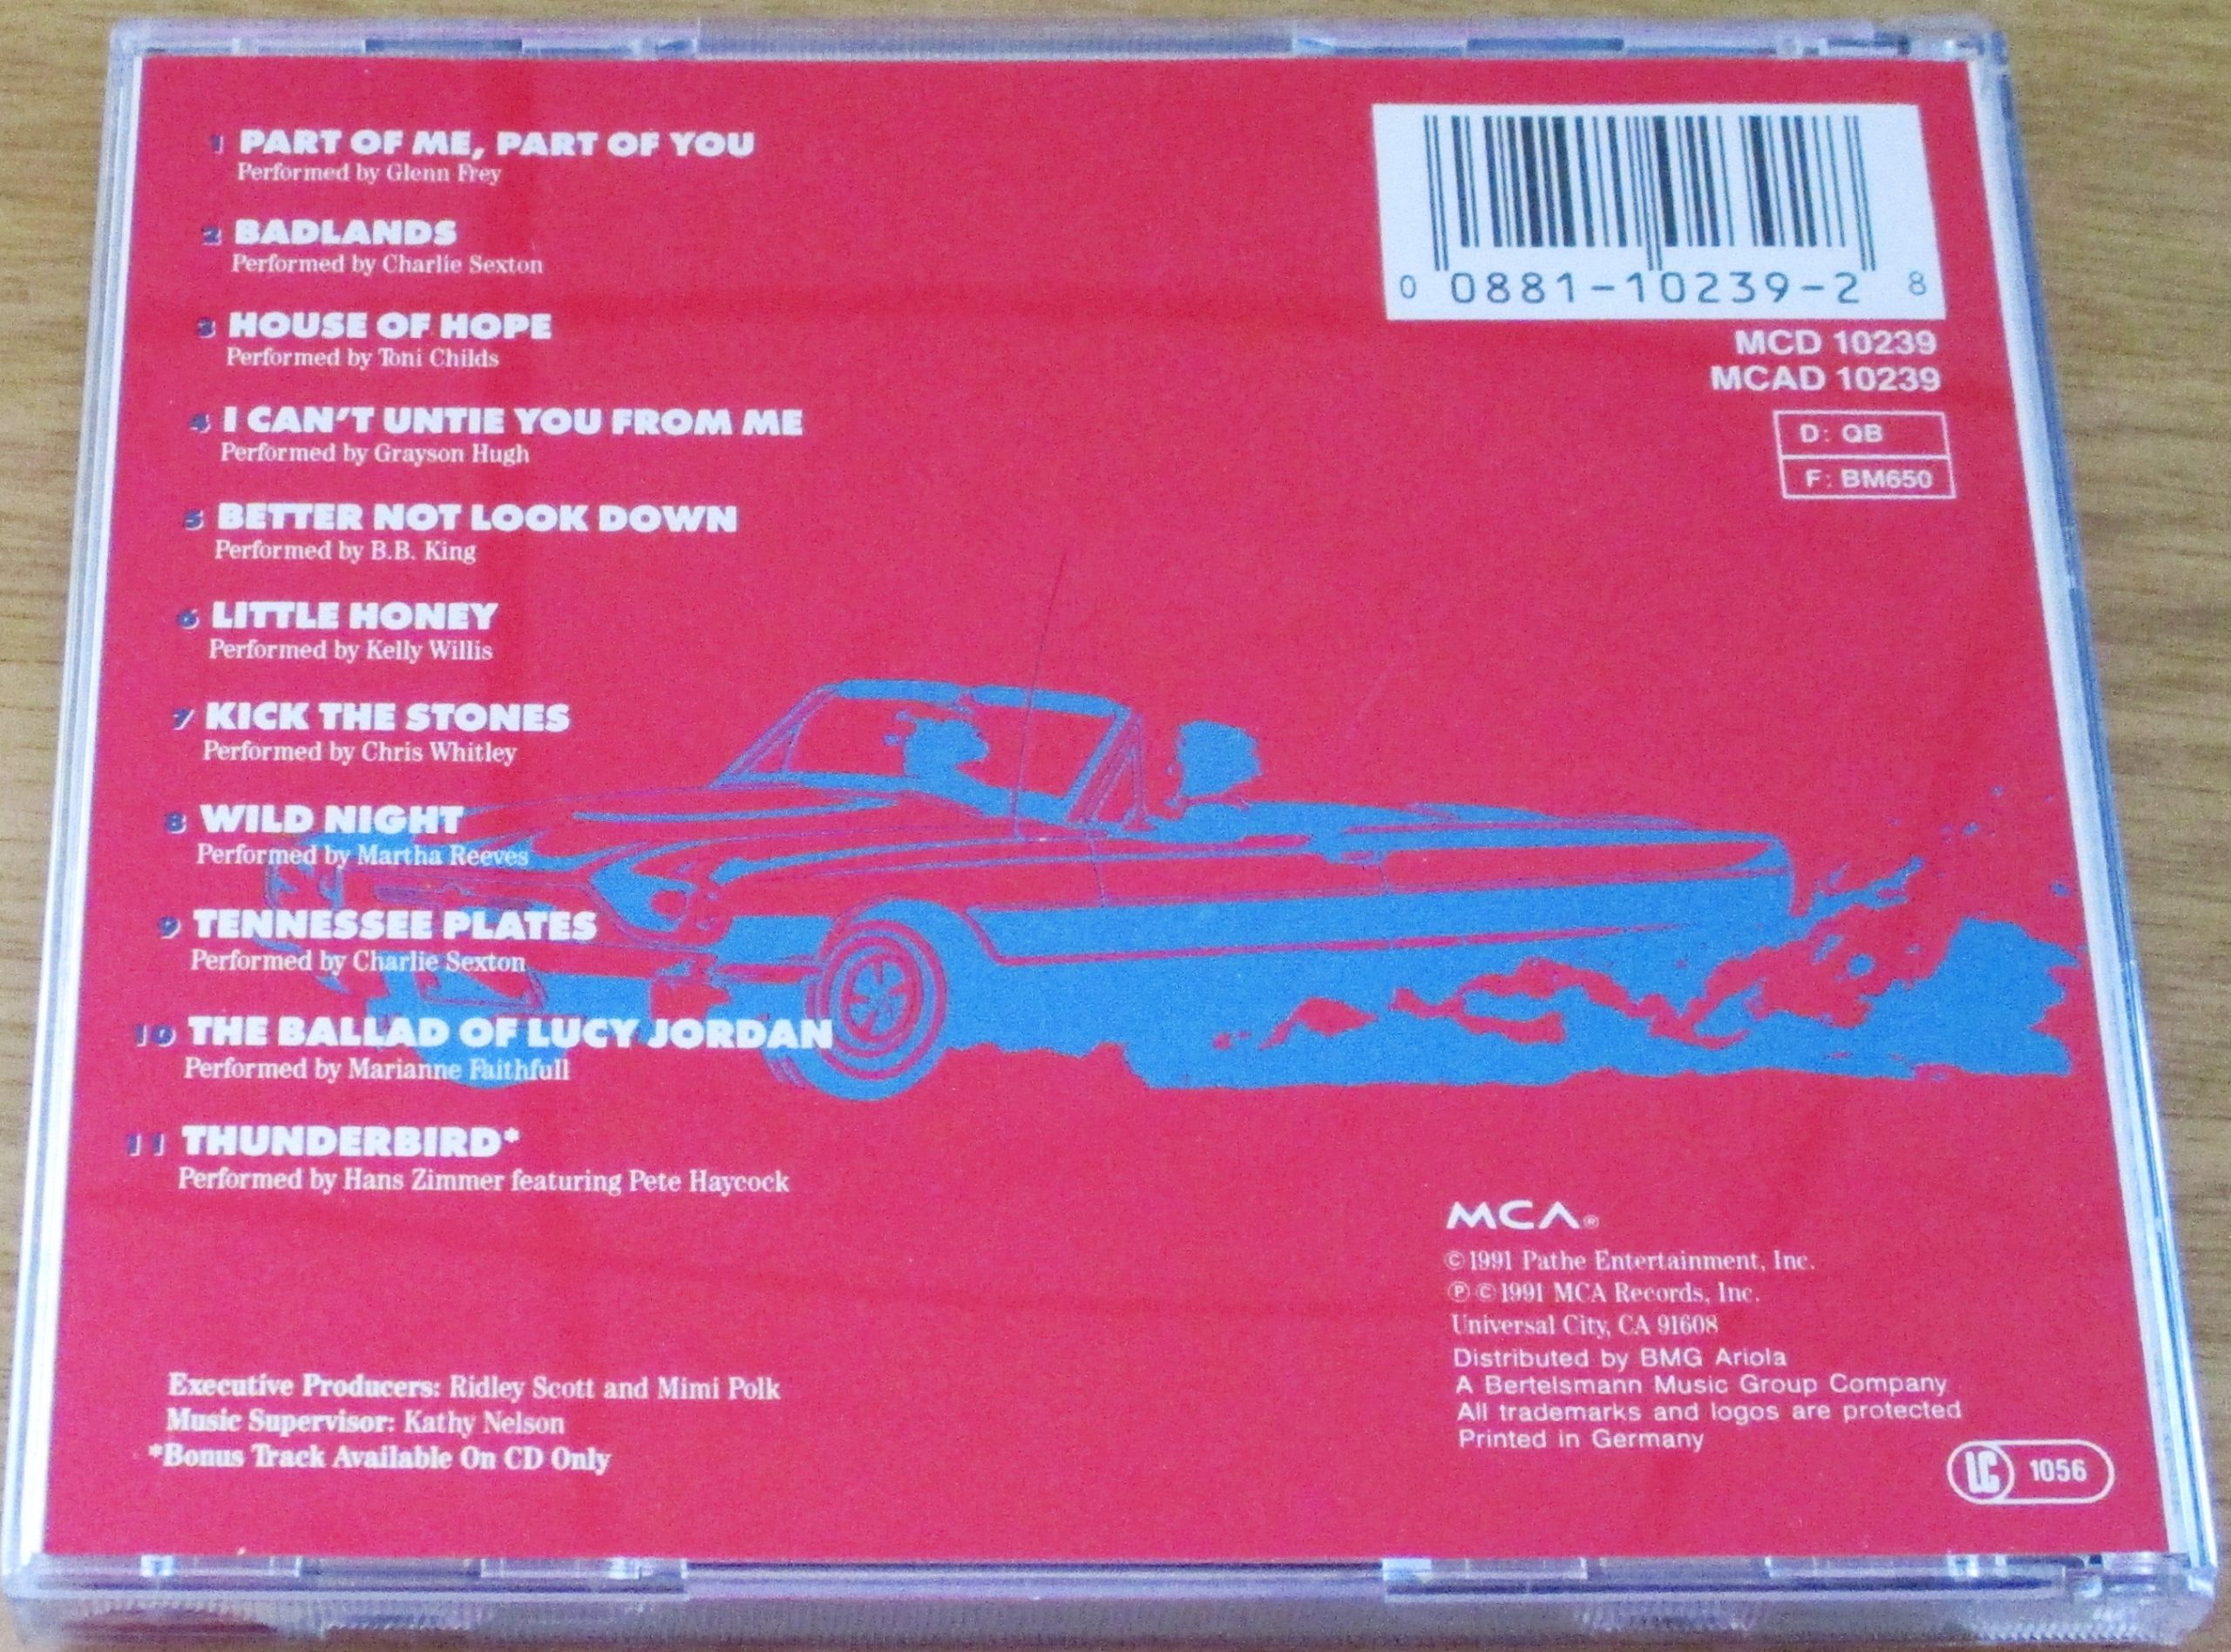 1 PART OF ME, PART OF YOU
Performed by Glenn Frey
2 BADLANDS
Performed by Charlie Sexton
3 HOUSE OF HOPE
Performed by Toni Childs
4 I CAN'T UNTIE YOU FROM ME
Performed by Grayson Hugh
5 BETTER NOT LOOK DOWN
Performed by B.B. King
6 LITTLE HONEY
Performed by Kelly Willis
7 KICK THE STONES
Performed by Chris Whitley
8 WILD NIGHT
Performed by Martha Reeves
9 TENNESSEE PLATES
Performed by Charlie Sexton
10 THE BALLAD OF LUCY JORDAN
Performed by Marianne Faithfull
11 THUNDERBIRD*
Performed by Hans Zimmer featuring Pete Haycock
Executive Producers: Ridley Scott and Mimi Polk
Music Supervisor: Kathy Nelson
*Bonus Track Available On CD Only
0 0881-10239-2 8
MCD 10239
MCAD 10239
D: QB
F: BM650
MCA®
©1991 Pathe Entertainment, Inc.
℗©1991 MCA Records, Inc.
Universal City, CA 91608
Distributed by BMG Ariola
A Bertelsmann Music Group Company
All trademarks and logos are protected
Printed in Germany
LC 1056